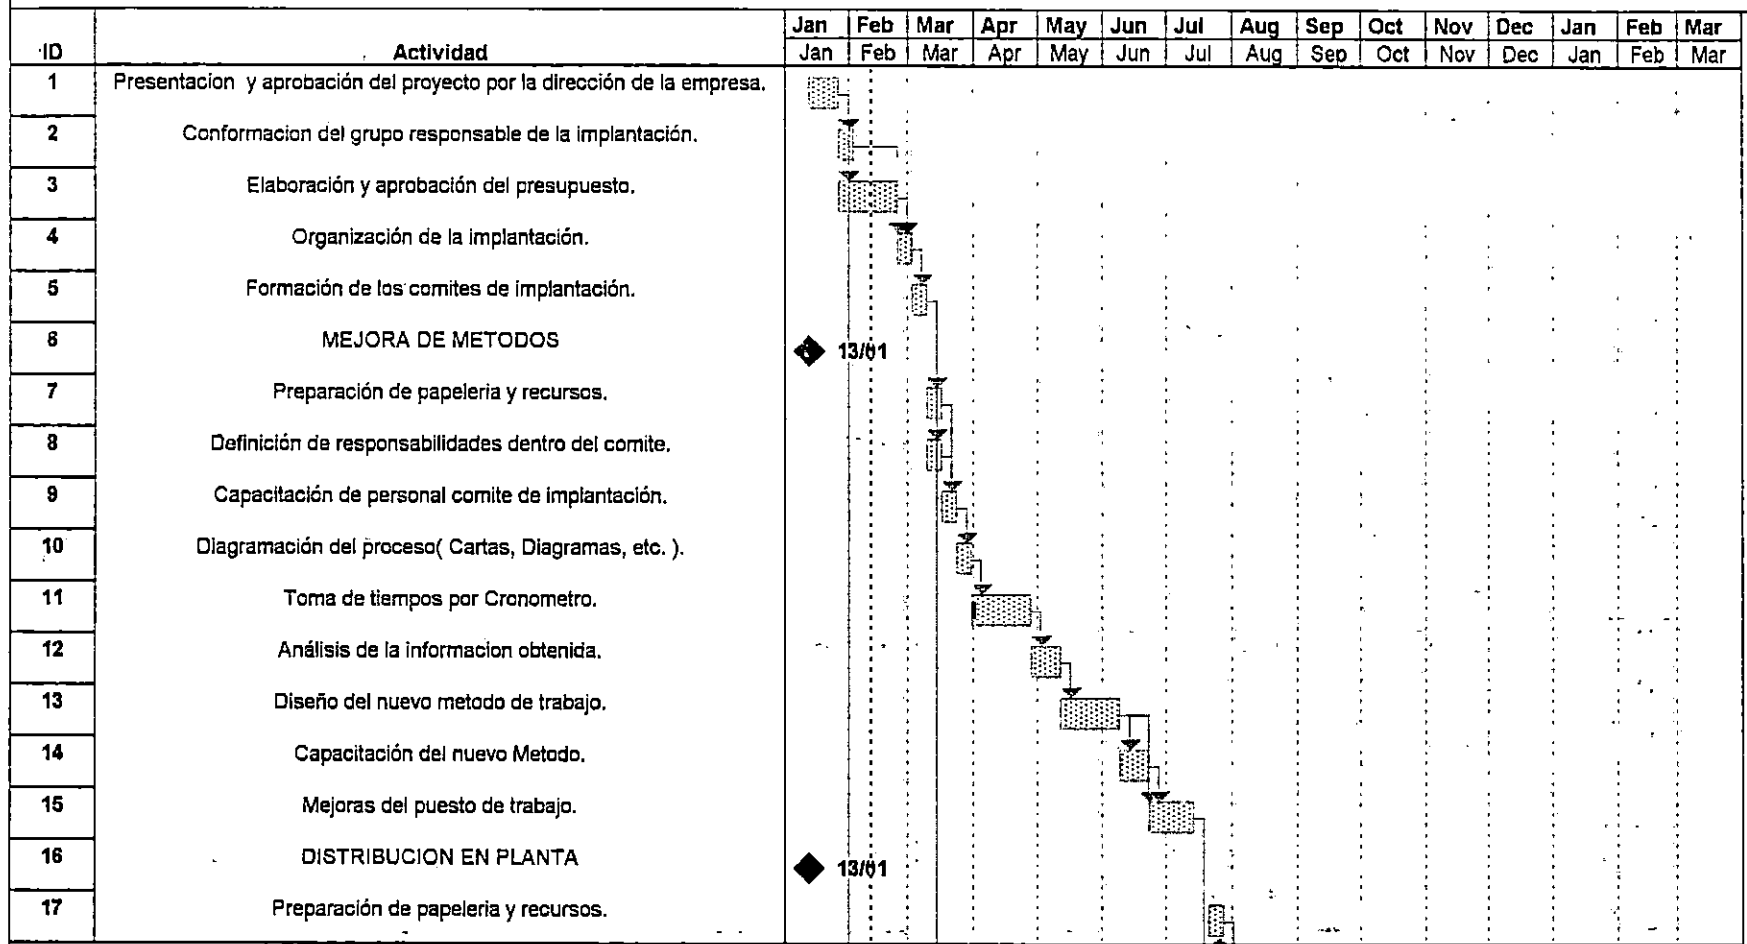 Jan Feb Mar Apr May Jun Jul Aug Sep Oct Nov Dec Jan Feb Mar
ID Actividad Jan Feb Mar Apr May Jun Jul Aug Sep Oct Nov Dec Jan Feb Mar
1 Presentacion y aprobación del proyecto por la dirección de la empresa.
2 Conformacion del grupo responsable de la implantación.
3 Elaboración y aprobación del presupuesto.
4 Organización de la implantación.
5 Formación de los comites de implantación.
6 MEJORA DE METODOS 13/01
7 Preparación de papeleria y recursos.
8 Definición de responsabilidades dentro del comite.
9 Capacitación de personal comite de implantación.
10 Diagramación del proceso( Cartas, Diagramas, etc. ).
11 Toma de tiempos por Cronometro.
12 Análisis de la informacion obtenida.
13 Diseño del nuevo metodo de trabajo.
14 Capacitación del nuevo Metodo.
15 Mejoras del puesto de trabajo.
16 DISTRIBUCION EN PLANTA 13/01
17 Preparación de papeleria y recursos.